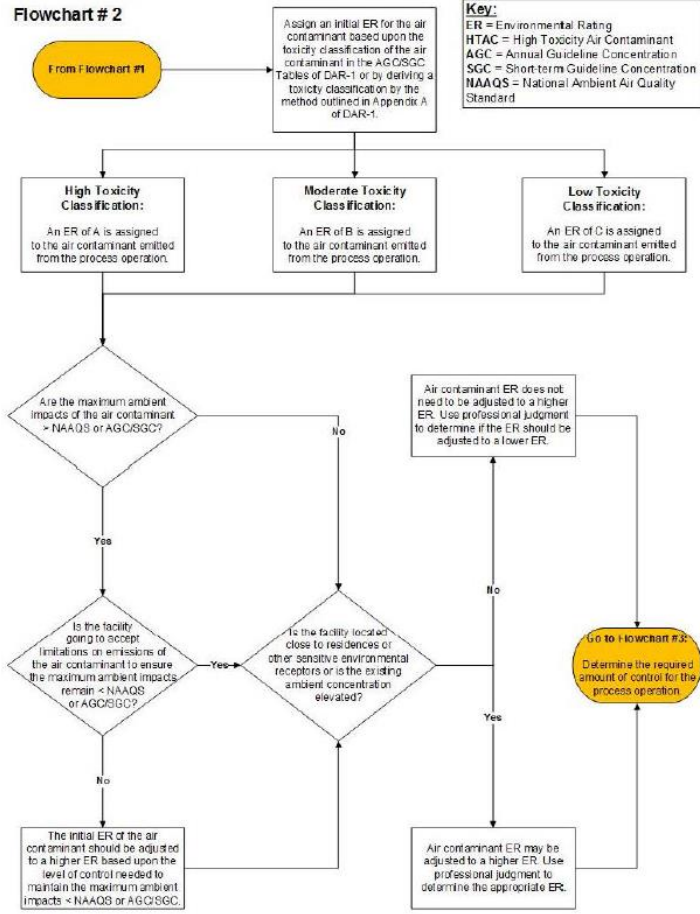 Flowchart # 2
From Flowchart #1
Assign an initial ER for the air
contaminant based upon the
toxicity classification of the air
contaminant in the AGC/SGC
Tables of DAR-1 or by deriving a
toxicity classification by the
method outlined in Appendix A
of DAR-1.
Key:
ER = Environmental Rating
HTAC = High Toxicity Air Contaminant
AGC = Annual Guideline Concentration
SGC = Short-term Guideline Concentration
NAAQS = National Ambient Air Quality
Standard
High Toxicity
Classification:
An ER of A is assigned
to the air contaminant emitted
from the process operation.
Moderate Toxicity
Classification:
An ER of B is assigned
to the air contaminant emitted
from the process operation.
Low Toxicity
Classification:
An ER of C is assigned
to the air contaminant emitted
from the process operation.
Are the maximum ambient
impacts of the air contaminant
> NAAQS or AGC/SGC?
No
Yes
Air contaminant ER does not
need to be adjusted to a higher
ER. Use professional judgment
to determine if the ER should be
adjusted to a lower ER.
Is the facility
going to accept
limitations on emissions of
the air contaminant to ensure
the maximum ambient impacts
remain < NAAQS
or AGC/SGC?
Yes
No
Is the facility located
close to residences or
other sensitive environmental
receptors or is the existing
ambient concentration
elevated?
No
Yes
Go to Flowchart #3:
Determine the required
amount of control for the
process operation.
The initial ER of the air
contaminant should be adjusted
to a higher ER based upon the
level of control needed to
maintain the maximum ambient
impacts < NAAQS or AGC/SGC.
Air contaminant ER may be
adjusted to a higher ER. Use
professional judgment to
determine the appropriate ER.